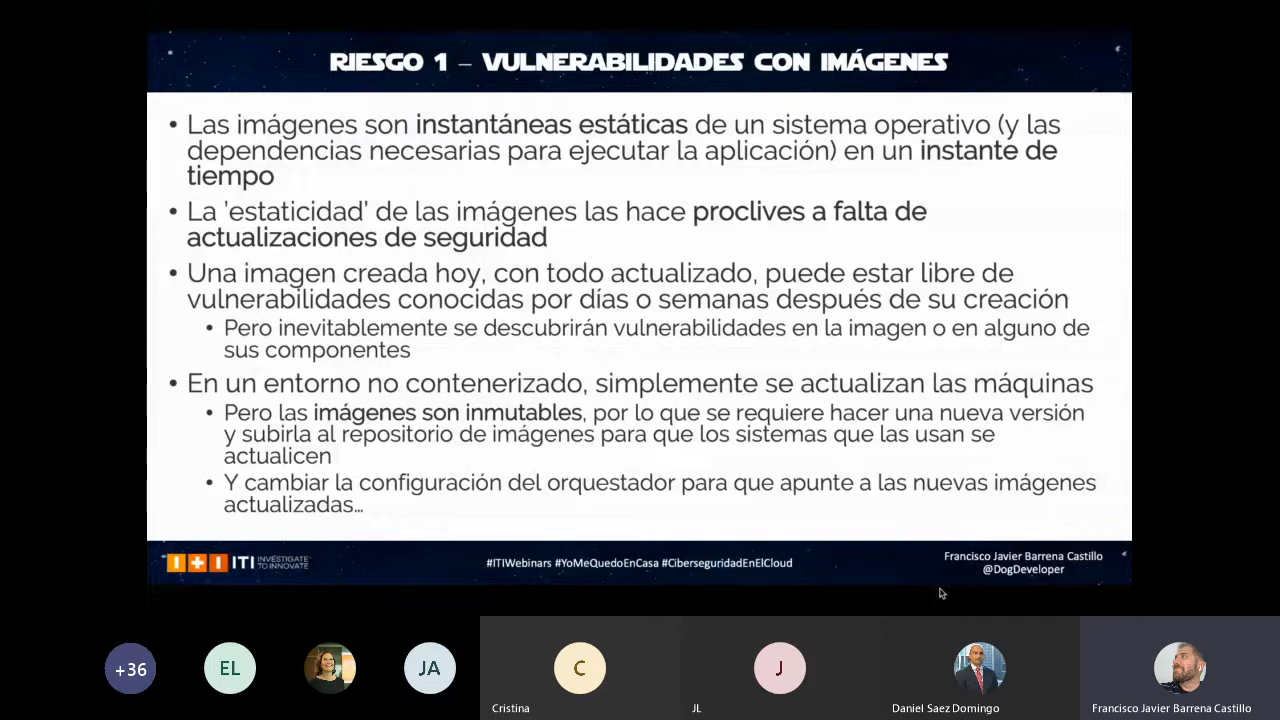 RIESGO 1 – VULNERABILIDADES CON IMÁGENES
• Las imágenes son instantáneas estáticas de un sistema operativo (y las
dependencias necesarias para ejecutar la aplicación) en un instante de
tiempo
• La 'estaticidad' de las imágenes las hace proclives a falta de
actualizaciones de seguridad
• Una imagen creada hoy, con todo actualizado, puede estar libre de
vulnerabilidades conocidas por días o semanas después de su creación
• Pero inevitablemente se descubrirán vulnerabilidades en la imagen o en alguno de
sus componentes
• En un entorno no contenerizado, simplemente se actualizan las máquinas
• Pero las imágenes son inmutables, por lo que se requiere hacer una nueva versión
y subirla al repositorio de imágenes para que los sistemas que las usan se
actualicen
• Y cambiar la configuración del orquestador para que apunte a las nuevas imágenes
actualizadas…
I+I ITI INVESTIGATE
TO INNOVATE
#ITIWebinars #YoMeQuedoEnCasa #CiberseguridadEnElCloud
Francisco Javier Barrena Castillo
@DogDeveloper
+36
EL
JA
C
J
Cristina
JL
Daniel Saez Domingo
Francisco Javier Barrena Castillo